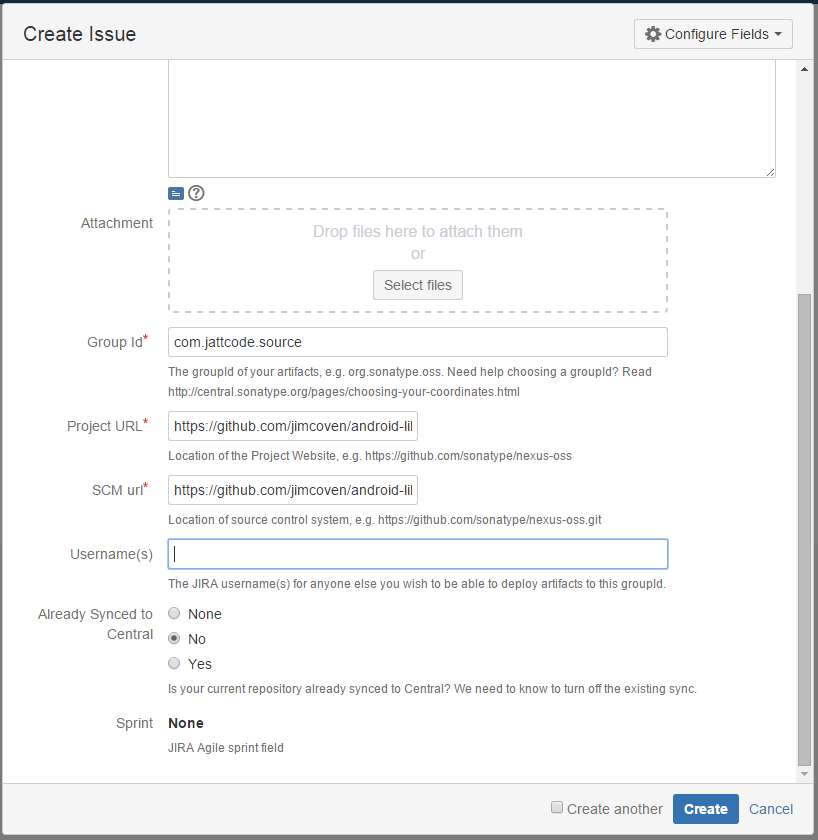 Create Issue
Configure Fields
Attachment
Drop files here to attach them
or
Select files
Group Id*
com.jattcode.source
The groupId of your artifacts, e.g. org.sonatype.oss. Need help choosing a groupId? Read
http://central.sonatype.org/pages/choosing-your-coordinates.html
Project URL*
https://github.com/jimcoven/android-lil
Location of the Project Website, e.g. https://github.com/sonatype/nexus-oss
SCM url*
https://github.com/jimcoven/android-lil
Location of source control system, e.g. https://github.com/sonatype/nexus-oss.git
Username(s)
The JIRA username(s) for anyone else you wish to be able to deploy artifacts to this groupId.
Already Synced to
Central
None
No
Yes
Is your current repository already synced to Central? We need to know to turn off the existing sync.
Sprint
None
JIRA Agile sprint field
Create another
Create
Cancel